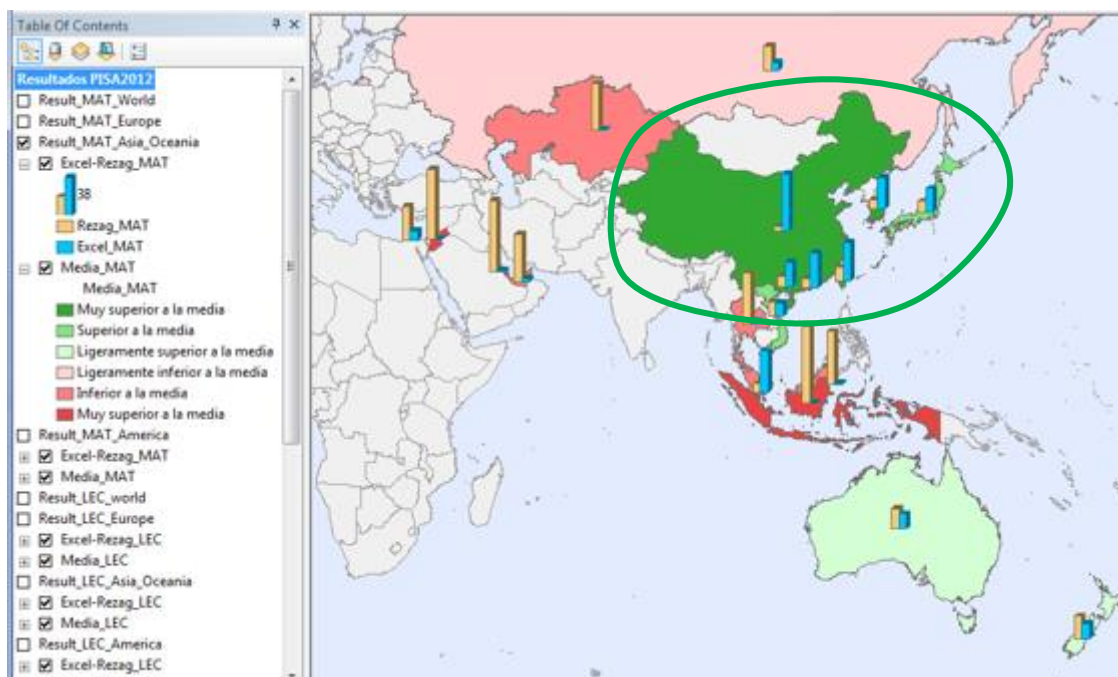 Table Of Contents
Resultados PISA2012
Result_MAT_World
Result_MAT_Europe
Result_MAT_Asia_Oceania
Excel-Rezag_MAT
38
Rezag_MAT
Excel_MAT
Media_MAT
Media_MAT
Muy superior a la media
Superior a la media
Ligeramente superior a la media
Ligeramente inferior a la media
Inferior a la media
Muy superior a la media
Result_MAT_America
Excel-Rezag_MAT
Media_MAT
Result_LEC_world
Result_LEC_Europe
Excel-Rezag_LEC
Media_LEC
Result_LEC_Asia_Oceania
Excel-Rezag_LEC
Media_LEC
Result_LEC_America
Excel-Rezag_LEC